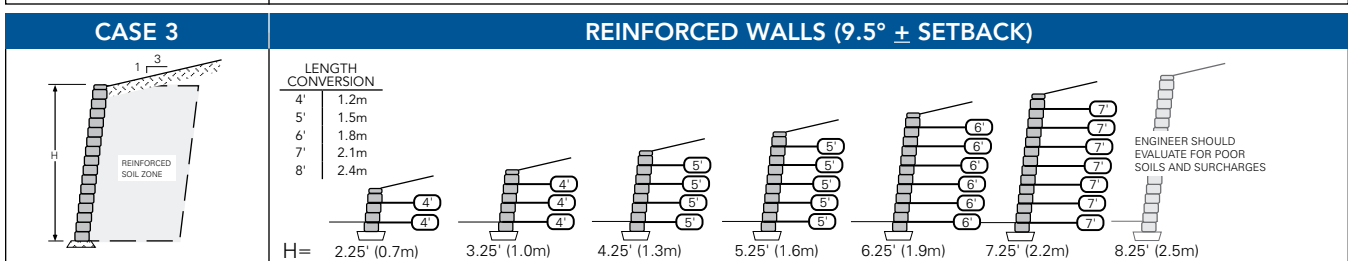 CASE 3
REINFORCED WALLS (9.5° ± SETBACK)
1 3
H
REINFORCED
SOIL ZONE
LENGTH
CONVERSION
4' 1.2m
5' 1.5m
6' 1.8m
7' 2.1m
8' 2.4m
4'
4'
4'
4'
4'
5'
5'
5'
5'
5'
5'
5'
5'
5'
6'
6'
6'
6'
6'
6'
7'
7'
7'
7'
7'
7'
7'
ENGINEER SHOULD
EVALUATE FOR POOR
SOILS AND SURCHARGES
H= 2.25' (0.7m) 3.25' (1.0m) 4.25' (1.3m) 5.25' (1.6m) 6.25' (1.9m) 7.25' (2.2m) 8.25' (2.5m)